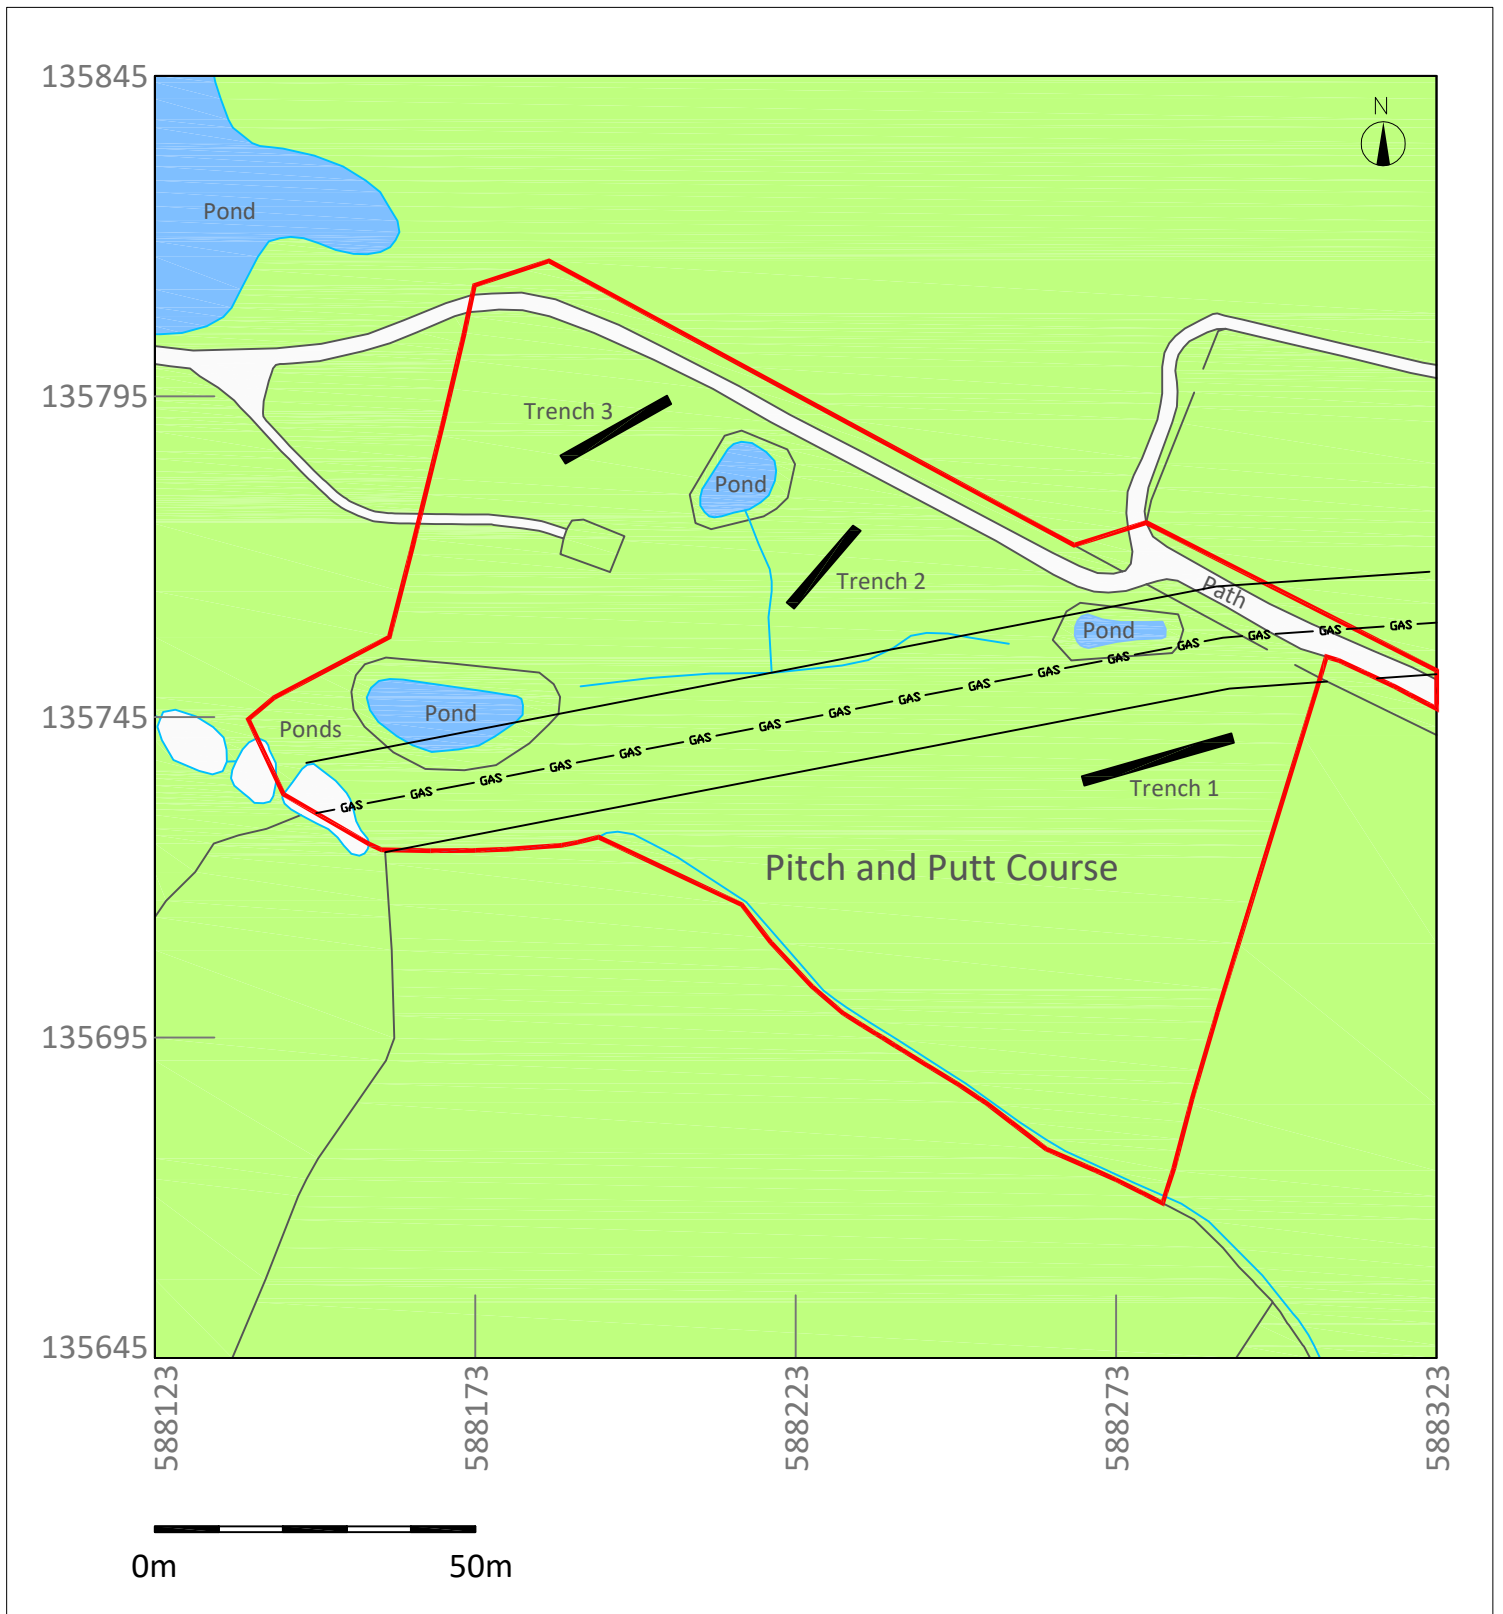 135845
N
Pond
135795
Trench 3
Pond
Trench 2
Path
Pond
GAS GAS GAS GAS GAS GAS GAS GAS GAS GAS GAS GAS GAS GAS GAS GAS
135745
Ponds
Pond
Trench 1
Pitch and Putt Course
135695
135645
588123
588173
588223
588273
588323
0m
50m